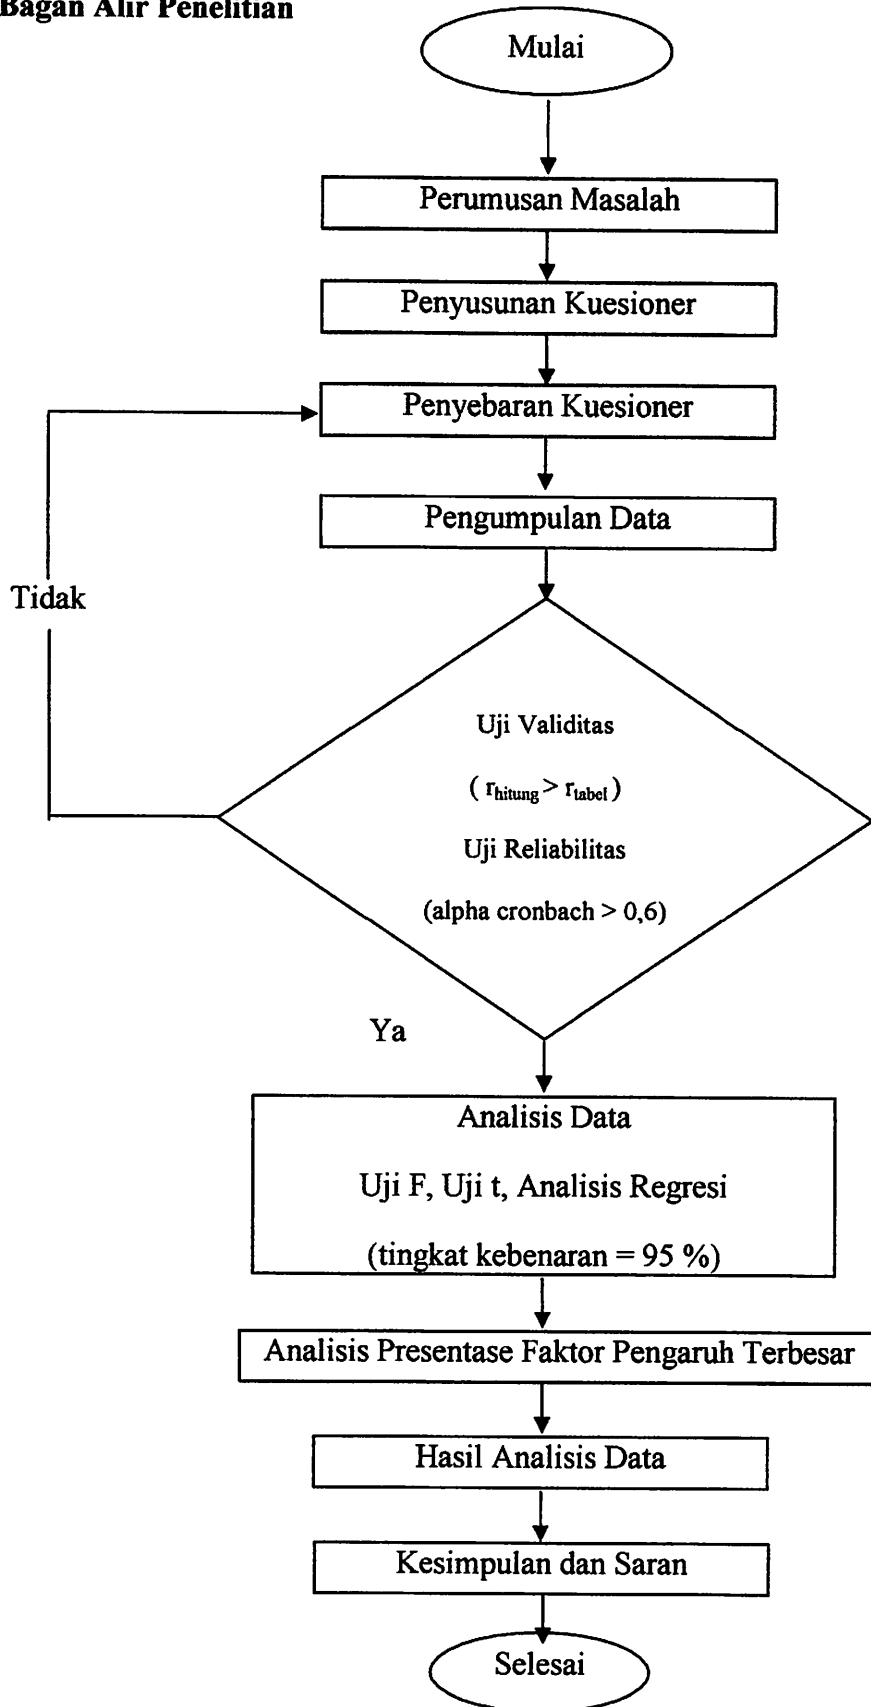 Bagan Alir Penelitian
Mulai
Perumusan Masalah
Penyusunan Kuesioner
Penyebaran Kuesioner
Pengumpulan Data
Tidak
Uji Validitas
( rhitung > rtabel )
Uji Reliabilitas
(alpha cronbach > 0,6)
Ya
Analisis Data
Uji F, Uji t, Analisis Regresi
(tingkat kebenaran = 95 %)
Analisis Presentase Faktor Pengaruh Terbesar
Hasil Analisis Data
Kesimpulan dan Saran
Selesai